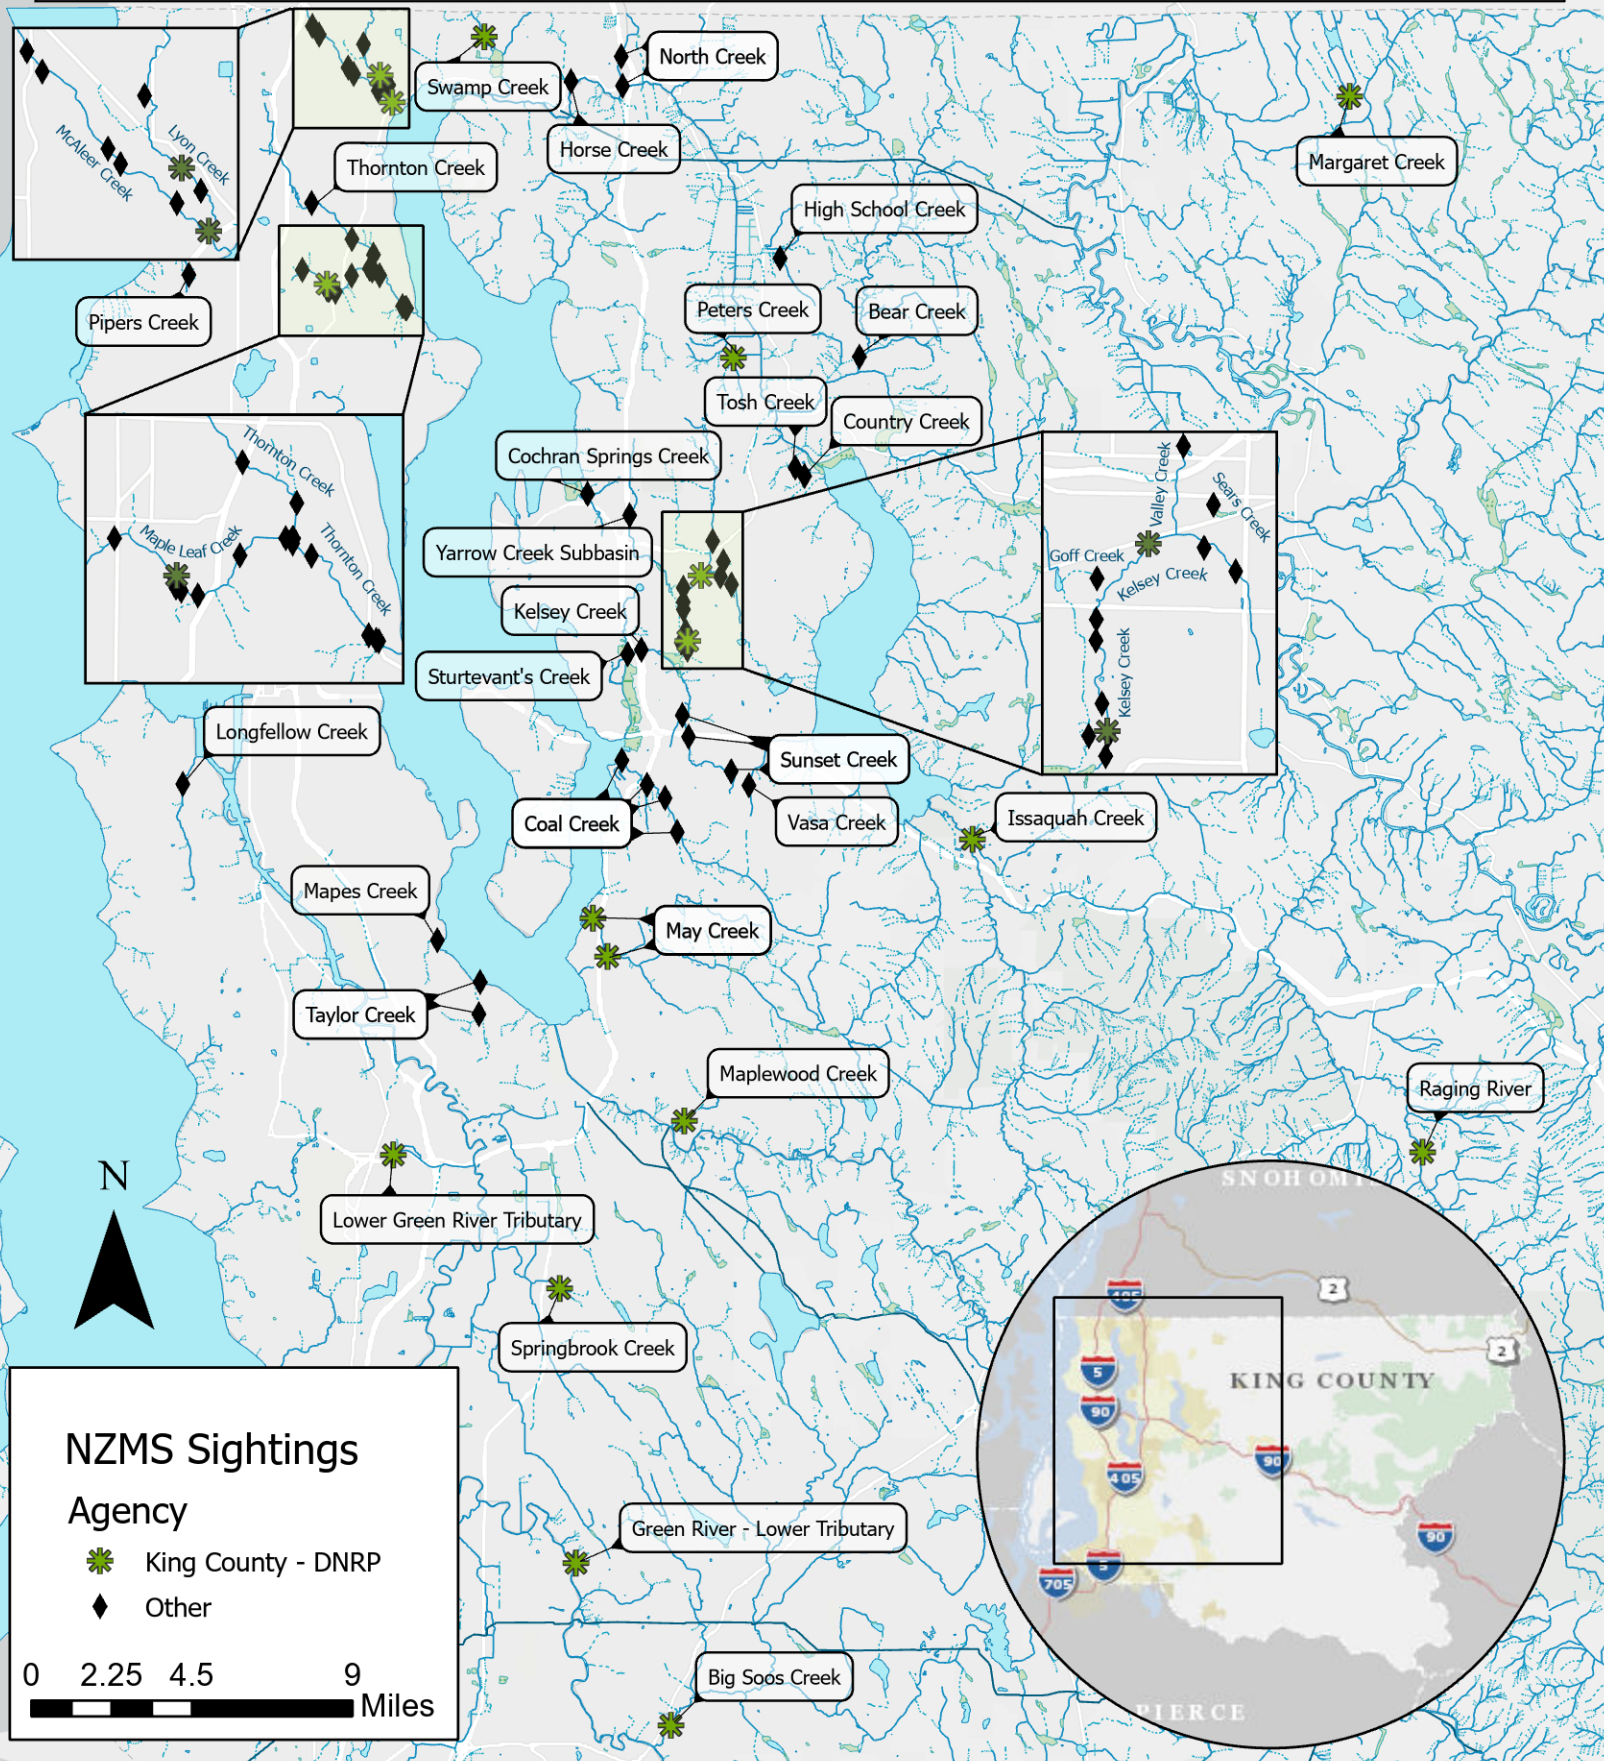 North Creek
Swamp Creek
Horse Creek
Margaret Creek
McAleer Creek
Lyon Creek
Thornton Creek
High School Creek
Pipers Creek
Peters Creek
Bear Creek
Tosh Creek
Country Creek
Cochran Springs Creek
Yarrow Creek Subbasin
Thornton Creek
Maple Leaf Creek
Thornton Creek
Valley Creek
Sears Creek
Goff Creek
Kelsey Creek
Kelsey Creek
Kelsey Creek
Sturtevant's Creek
Longfellow Creek
Sunset Creek
Coal Creek
Vasa Creek
Issaquah Creek
Mapes Creek
May Creek
Taylor Creek
Maplewood Creek
Raging River
N
Lower Green River Tributary
Springbrook Creek
SNOHOMI
405
2
2
5
KING COUNTY
90
90
405
90
5
705
PIERCE
Green River - Lower Tributary
Big Soos Creek
NZMS Sightings
Agency
King County - DNRP
Other
0 2.25 4.5 9
Miles